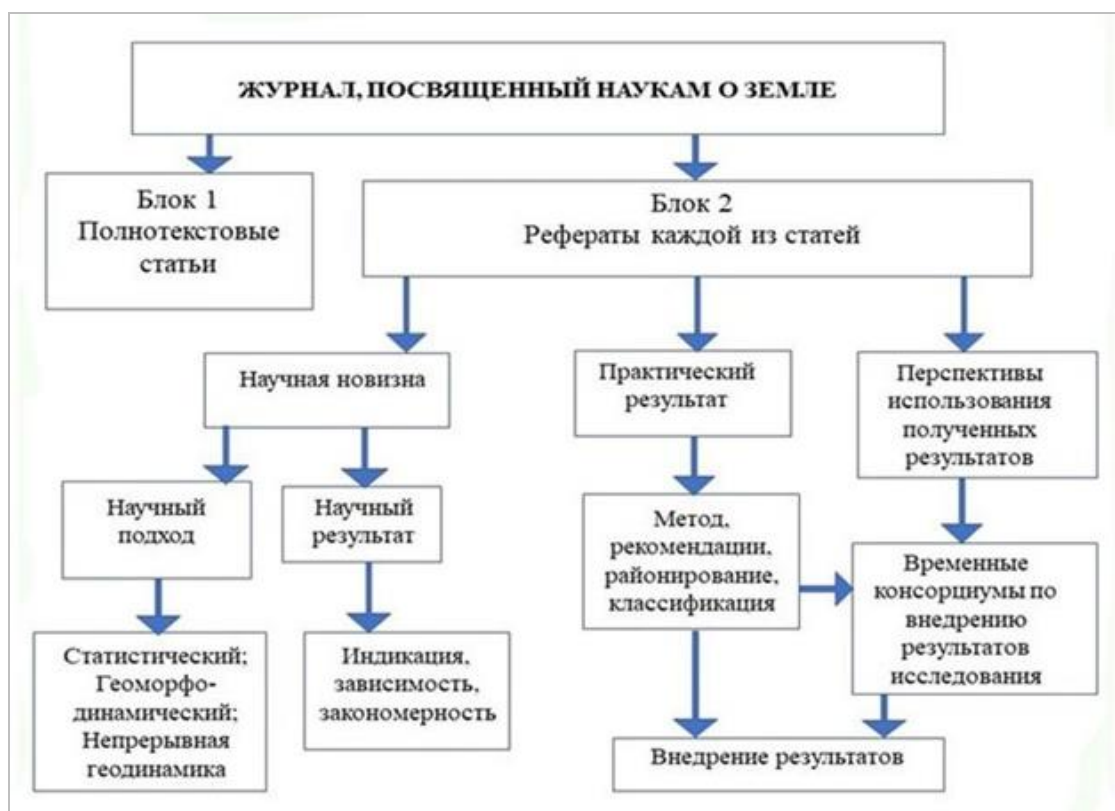 ЖУРНАЛ, ПОСВЯЩЕННЫЙ НАУКАМ О ЗЕМЛЕ
Блок 1
Полнотекстовые
статьи
Блок 2
Рефераты каждой из статей
Научная новизна
Практический
результат
Перспективы
использования
полученных
результатов
Научный
подход
Научный
результат
Метод,
рекомендации,
районирование,
классификация
Временные
консорциумы по
внедрению
результатов
исследования
Статистический;
Геоморфо-
динамический;
Непрерывная
геодинамика
Индикация,
зависимость,
закономерность
Внедрение результатов